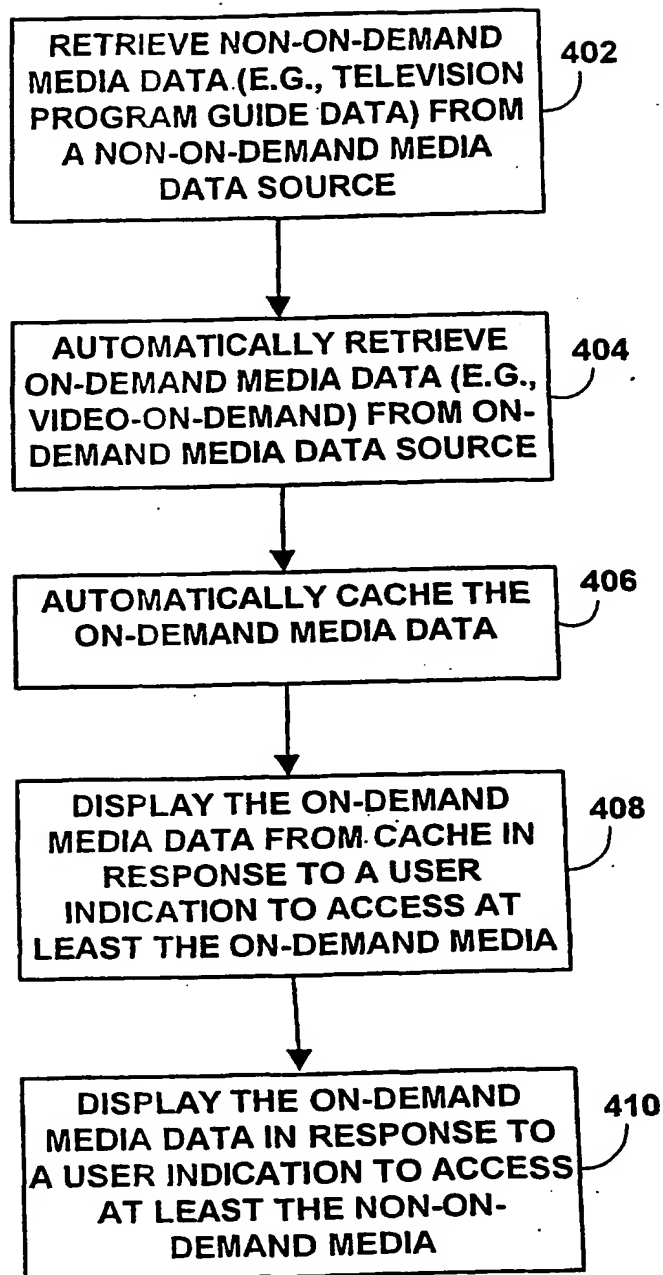 RETRIEVE NON-ON-DEMAND
MEDIA DATA (E.G., TELEVISION
PROGRAM GUIDE DATA) FROM
A NON-ON-DEMAND MEDIA
DATA SOURCE
402
AUTOMATICALLY RETRIEVE
ON-DEMAND MEDIA DATA (E.G.,
VIDEO-ON-DEMAND) FROM ON-
DEMAND MEDIA DATA SOURCE
404
AUTOMATICALLY CACHE THE
ON-DEMAND MEDIA DATA
406
DISPLAY THE ON-DEMAND
MEDIA DATA FROM CACHE IN
RESPONSE TO A USER
INDICATION TO ACCESS AT
LEAST THE ON-DEMAND MEDIA
408
DISPLAY THE ON-DEMAND
MEDIA DATA IN RESPONSE TO
A USER INDICATION TO ACCESS
AT LEAST THE NON-ON-
DEMAND MEDIA
410